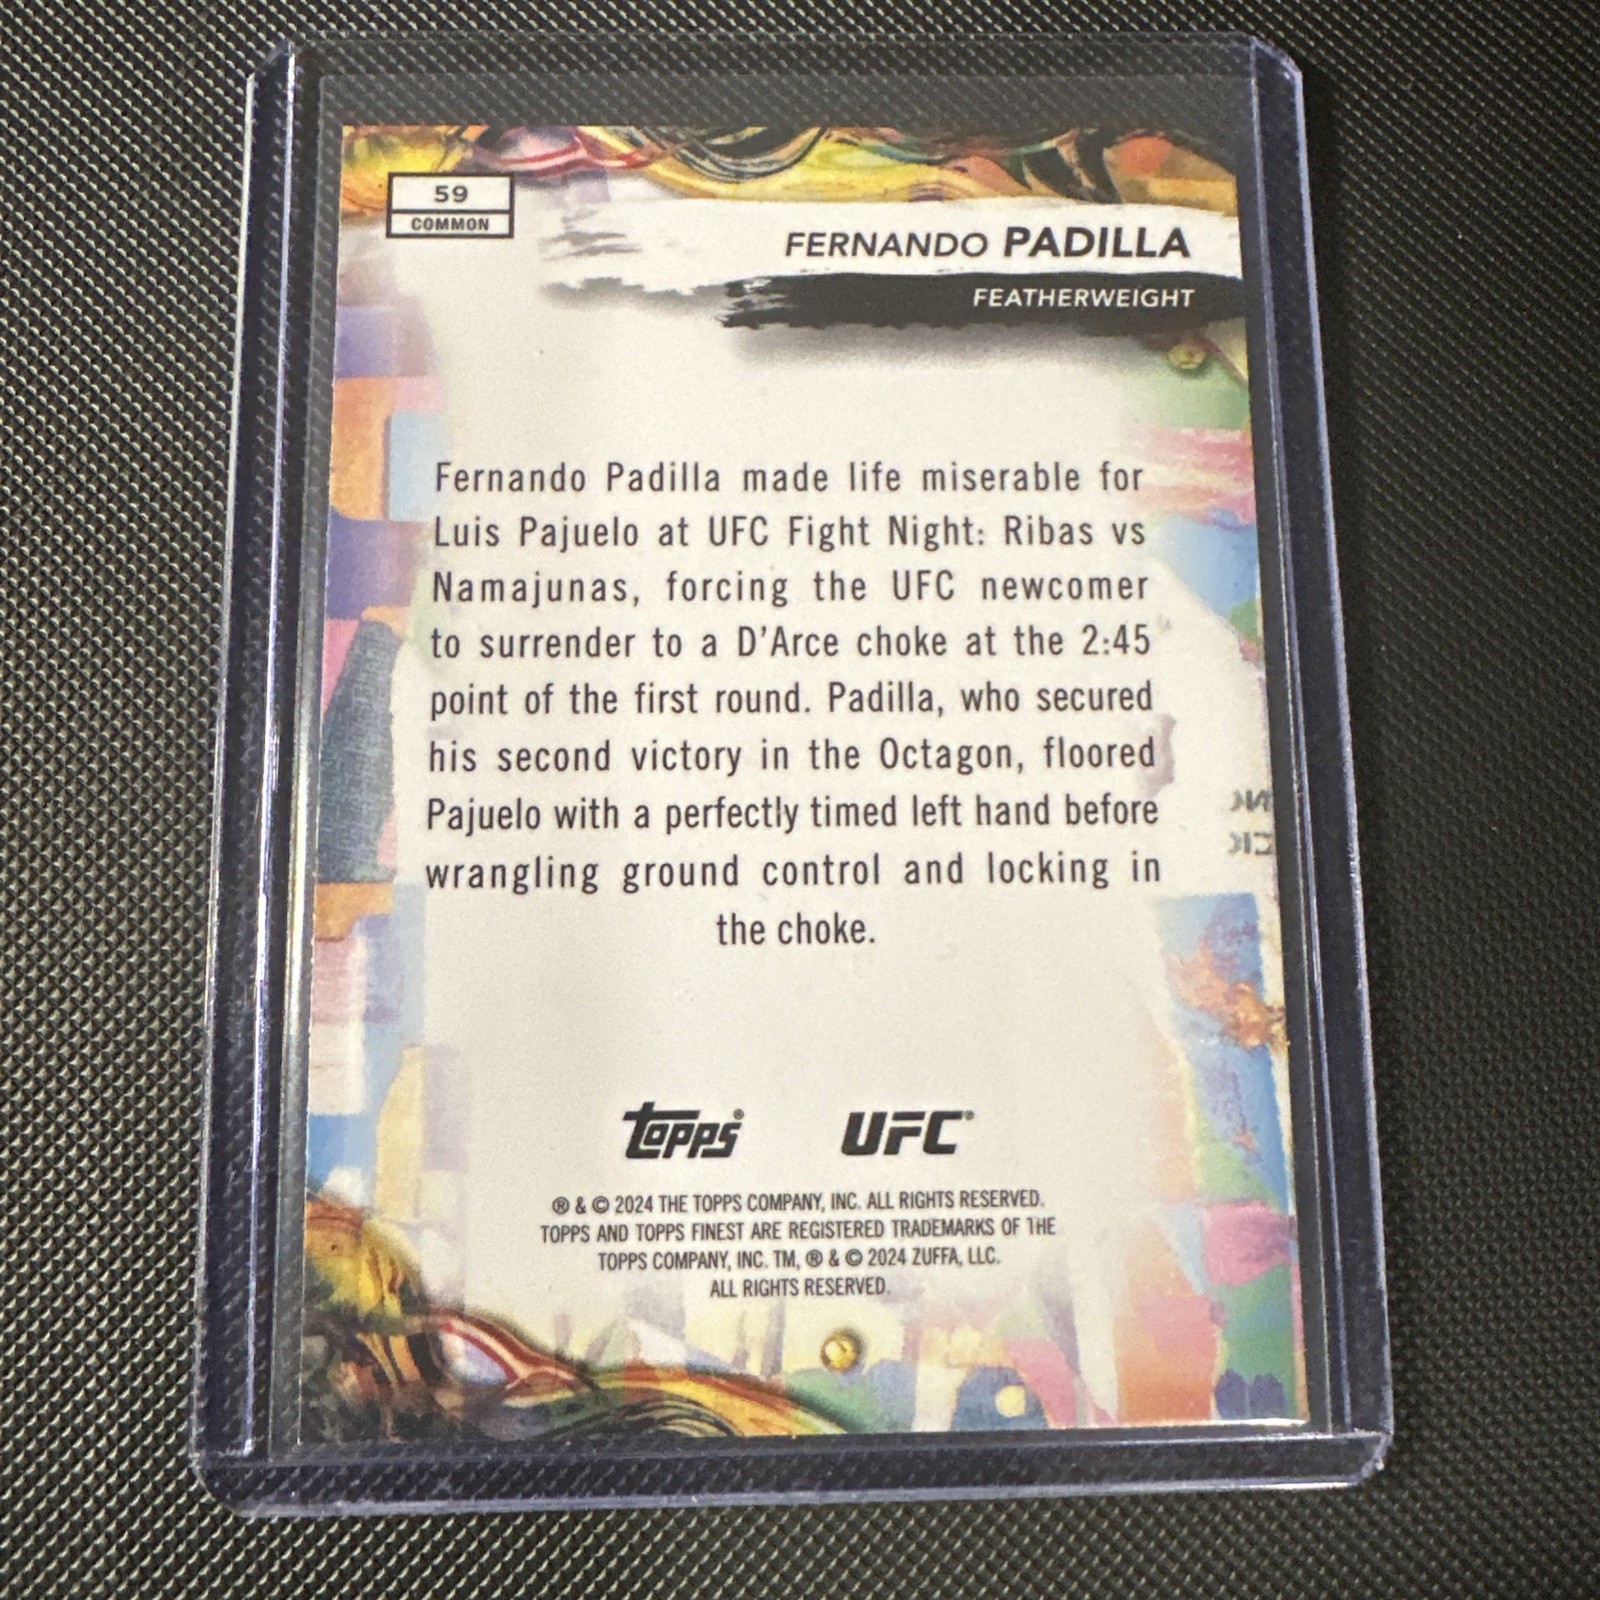 59
COMMON
FERNANDO PADILLA
FEATHERWEIGHT
Fernando Padilla made life miserable for
Luis Pajuelo at UFC Fight Night: Ribas vs
Namajunas, forcing the UFC newcomer
to surrender to a D'Arce choke at the 2:45
point of the first round. Padilla, who secured
his second victory in the Octagon, floored
Pajuelo with a perfectly timed left hand before
wrangling ground control and locking in
the choke.
topps® UFC®
® & © 2024 THE TOPPS COMPANY, INC. ALL RIGHTS RESERVED.
TOPPS AND TOPPS FINEST ARE REGISTERED TRADEMARKS OF THE
TOPPS COMPANY, INC. TM, ® & © 2024 ZUFFA, LLC.
ALL RIGHTS RESERVED.